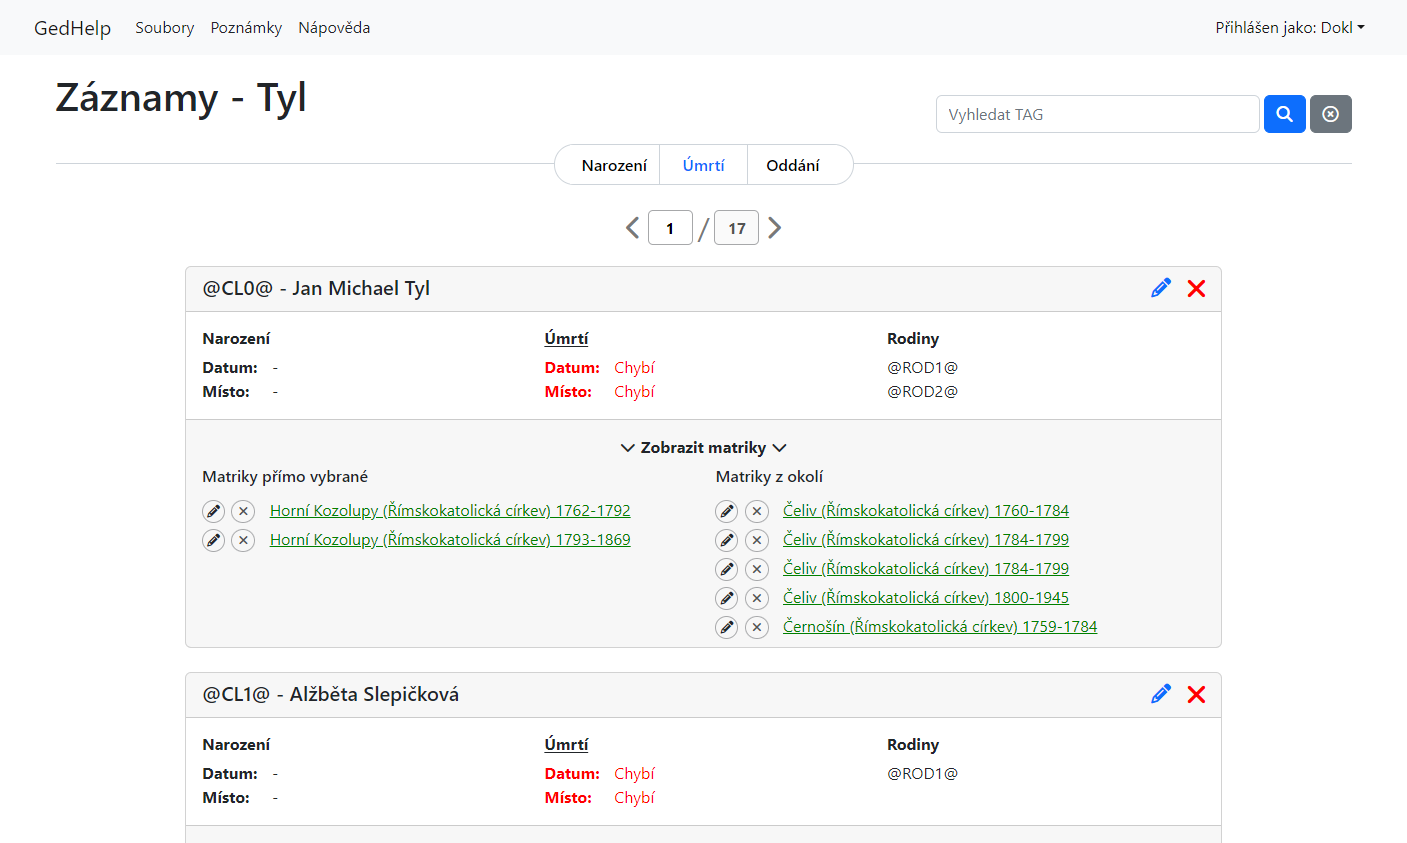 GedHelp Soubory Poznámky Nápověda Přihlášen jako: Dokl
Záznamy - Tyl
Vyhledat TAG
Narození Úmrtí Oddání
1 / 17
@CL0@ - Jan Michael Tyl
Narození Úmrtí Rodiny
Datum: - Datum: Chybí @ROD1@
Místo: - Místo: Chybí @ROD2@
Zobrazit matriky
Matriky přímo vybrané Matriky z okolí
Horní Kozolupy (Římskokatolická církev) 1762-1792 Čeliv (Římskokatolická církev) 1760-1784
Horní Kozolupy (Římskokatolická církev) 1793-1869 Čeliv (Římskokatolická církev) 1784-1799
Čeliv (Římskokatolická církev) 1784-1799
Čeliv (Římskokatolická církev) 1800-1945
Černošín (Římskokatolická církev) 1759-1784
@CL1@ - Alžběta Slepičková
Narození Úmrtí Rodiny
Datum: - Datum: Chybí @ROD1@
Místo: - Místo: Chybí